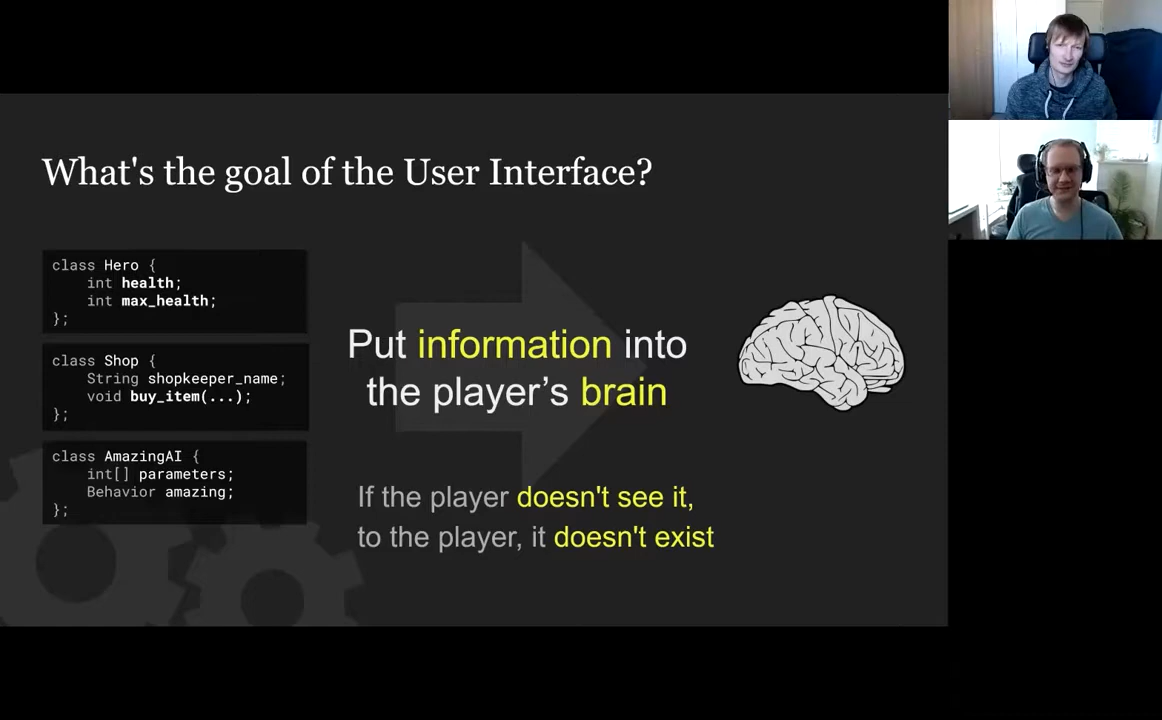 What's the goal of the User Interface?
class Hero {
int health;
int max_health;
};
class Shop {
String shopkeeper_name;
void buy_item(...);
};
class AmazingAI {
int[] parameters;
Behavior amazing;
};
Put information into
the player’s brain
If the player doesn't see it,
to the player, it doesn't exist